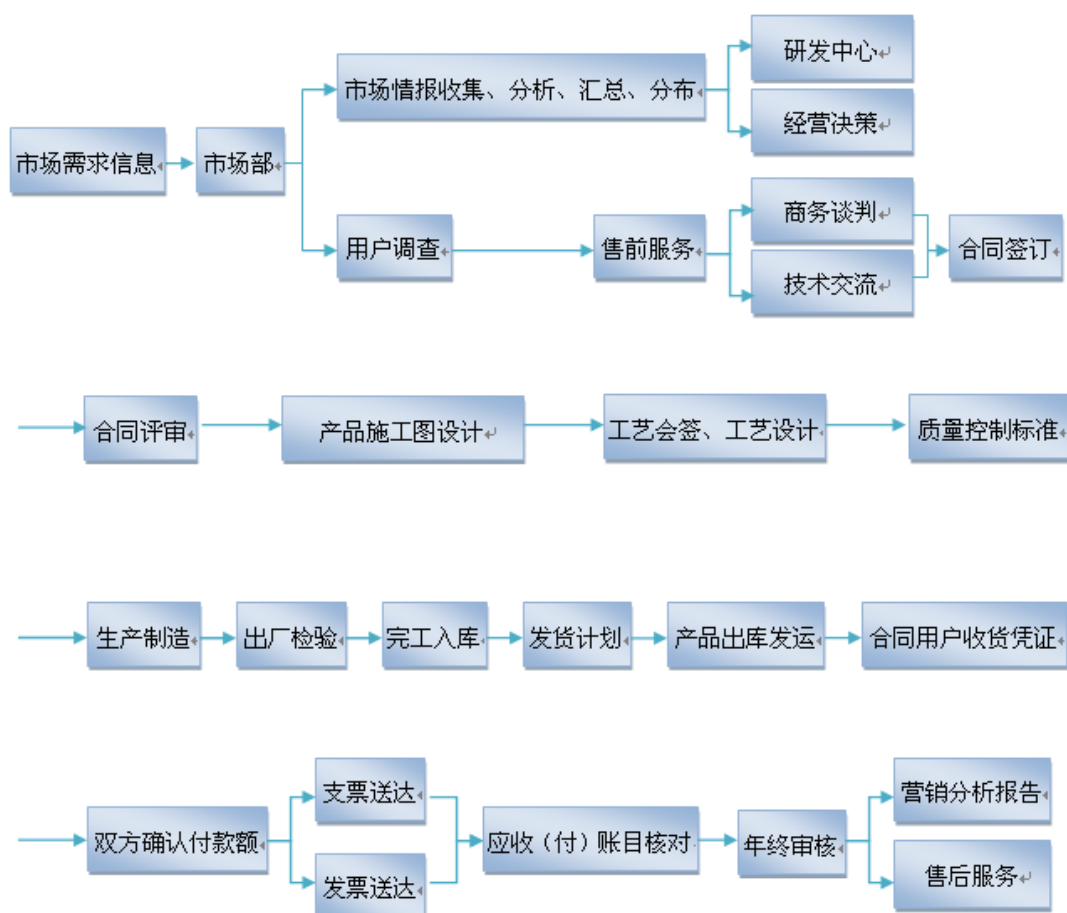 市场需求信息
市场部
市场情报收集、分析、汇总、分布
研发中心
经营决策
用户调查
售前服务
商务谈判
技术交流
合同签订
合同评审
产品施工图设计
工艺会签、工艺设计
质量控制标准
生产制造
出厂检验
完工入库
发货计划
产品出库发运
合同用户收货凭证
双方确认付款额
支票送达
发票送达
应收（付）账目核对
年终审核
营销分析报告
售后服务